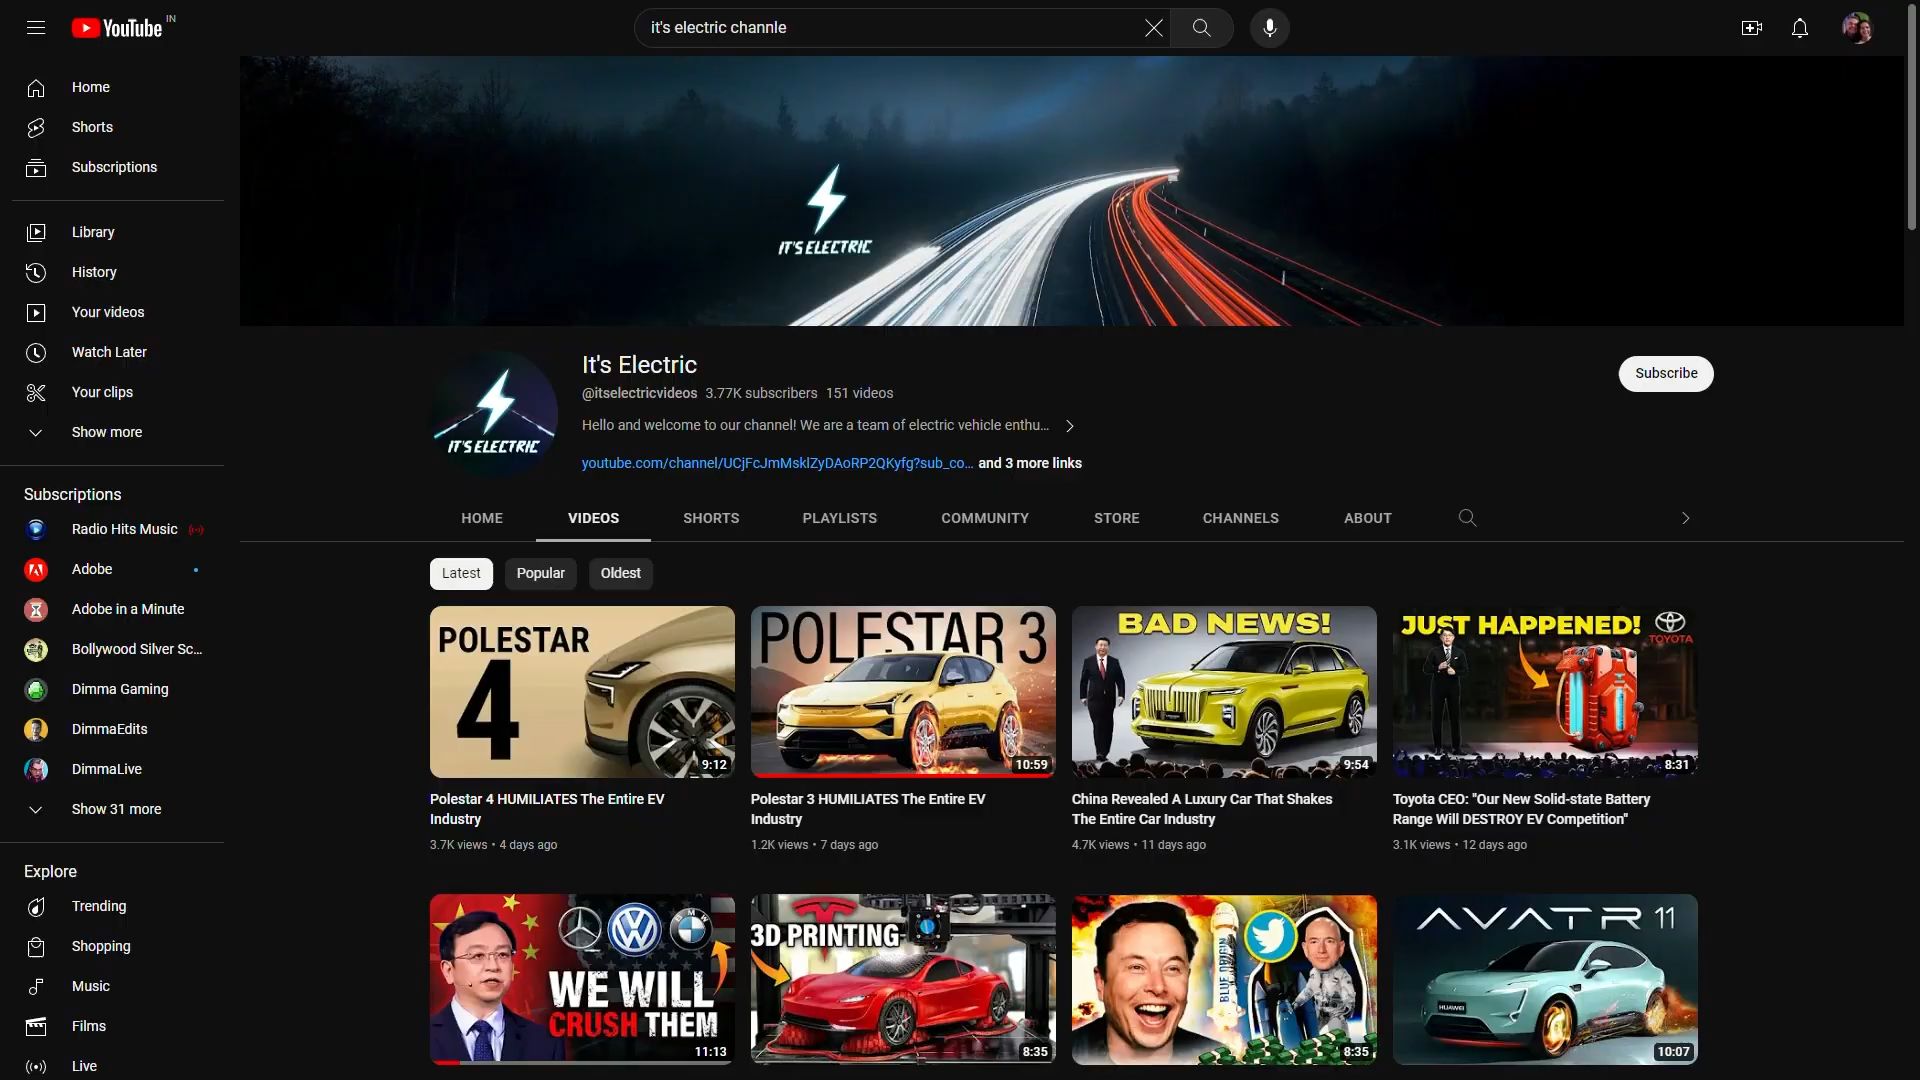 YouTube IN
it's electric channle
Home
Shorts
Subscriptions
Library
History
Your videos
Watch Later
Your clips
Show more
Subscriptions
Radio Hits Music
Adobe
Adobe in a Minute
Bollywood Silver Sc...
Dimma Gaming
DimmaEdits
DimmaLive
Show 31 more
Explore
Trending
Shopping
Music
Films
Live
IT'S ELECTRIC
IT'S ELECTRIC
It's Electric
@itselectricvideos 3.77K subscribers 151 videos
Hello and welcome to our channel! We are a team of electric vehicle enthu...
youtube.com/channel/UCjFcJmMsklZyDAoRP2QKyfg?sub_co... and 3 more links
Subscribe
HOME VIDEOS SHORTS PLAYLISTS COMMUNITY STORE CHANNELS ABOUT
Latest Popular Oldest
POLESTAR
4
9:12
Polestar 4 HUMILIATES The Entire EV
Industry
3.7K views • 4 days ago
POLESTAR 3
10:59
Polestar 3 HUMILIATES The Entire EV
Industry
1.2K views • 7 days ago
BAD NEWS!
9:54
China Revealed A Luxury Car That Shakes
The Entire Car Industry
4.7K views • 11 days ago
JUST HAPPENED!
TOYOTA
8:31
Toyota CEO: "Our New Solid-state Battery
Range Will DESTROY EV Competition"
3.1K views • 12 days ago
BMW
WE WILL
CRUSH THEM
11:13
3D PRINTING
8:35
BLUE ORIGIN
8:35
AVATR 11
HUAWEI
10:07